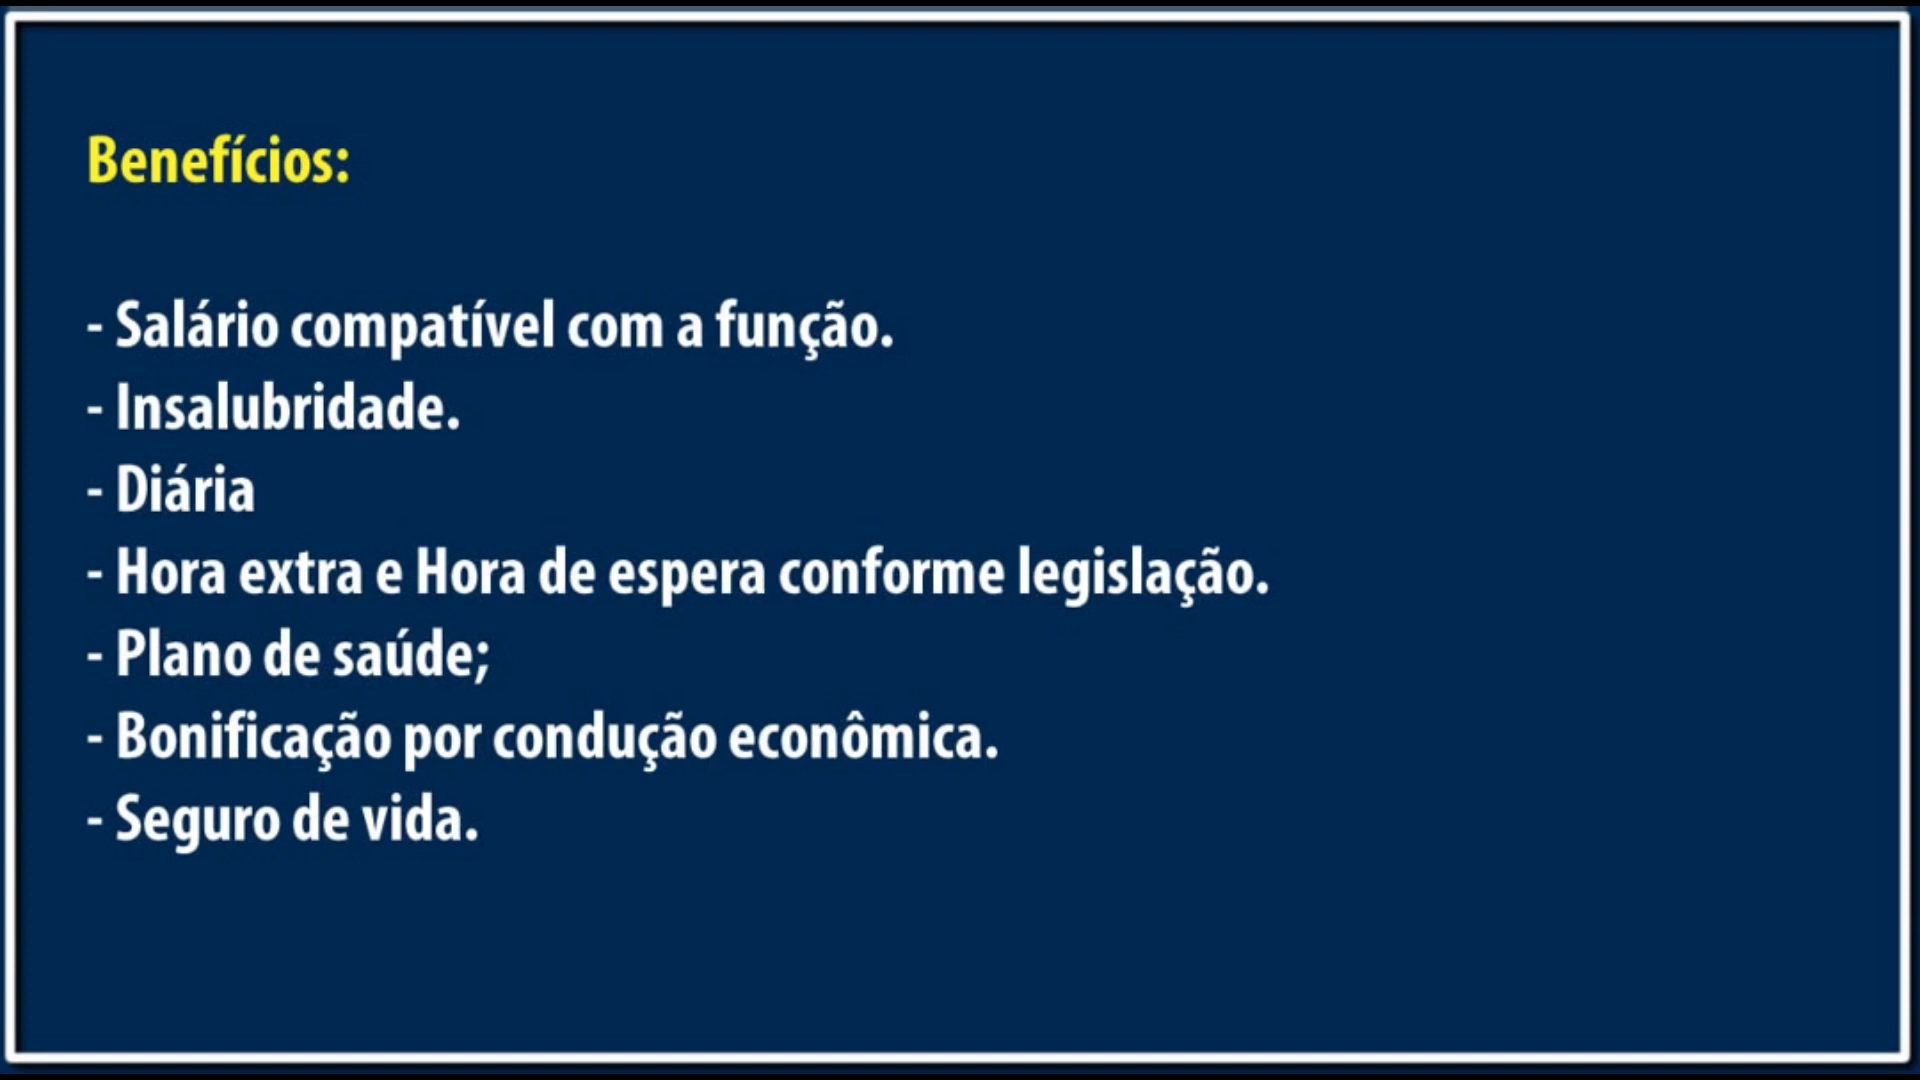 Benefícios:
- Salário compatível com a função.
- Insalubridade.
- Diária
- Hora extra e Hora de espera conforme legislação.
- Plano de saúde;
- Bonificação por condução econômica.
- Seguro de vida.